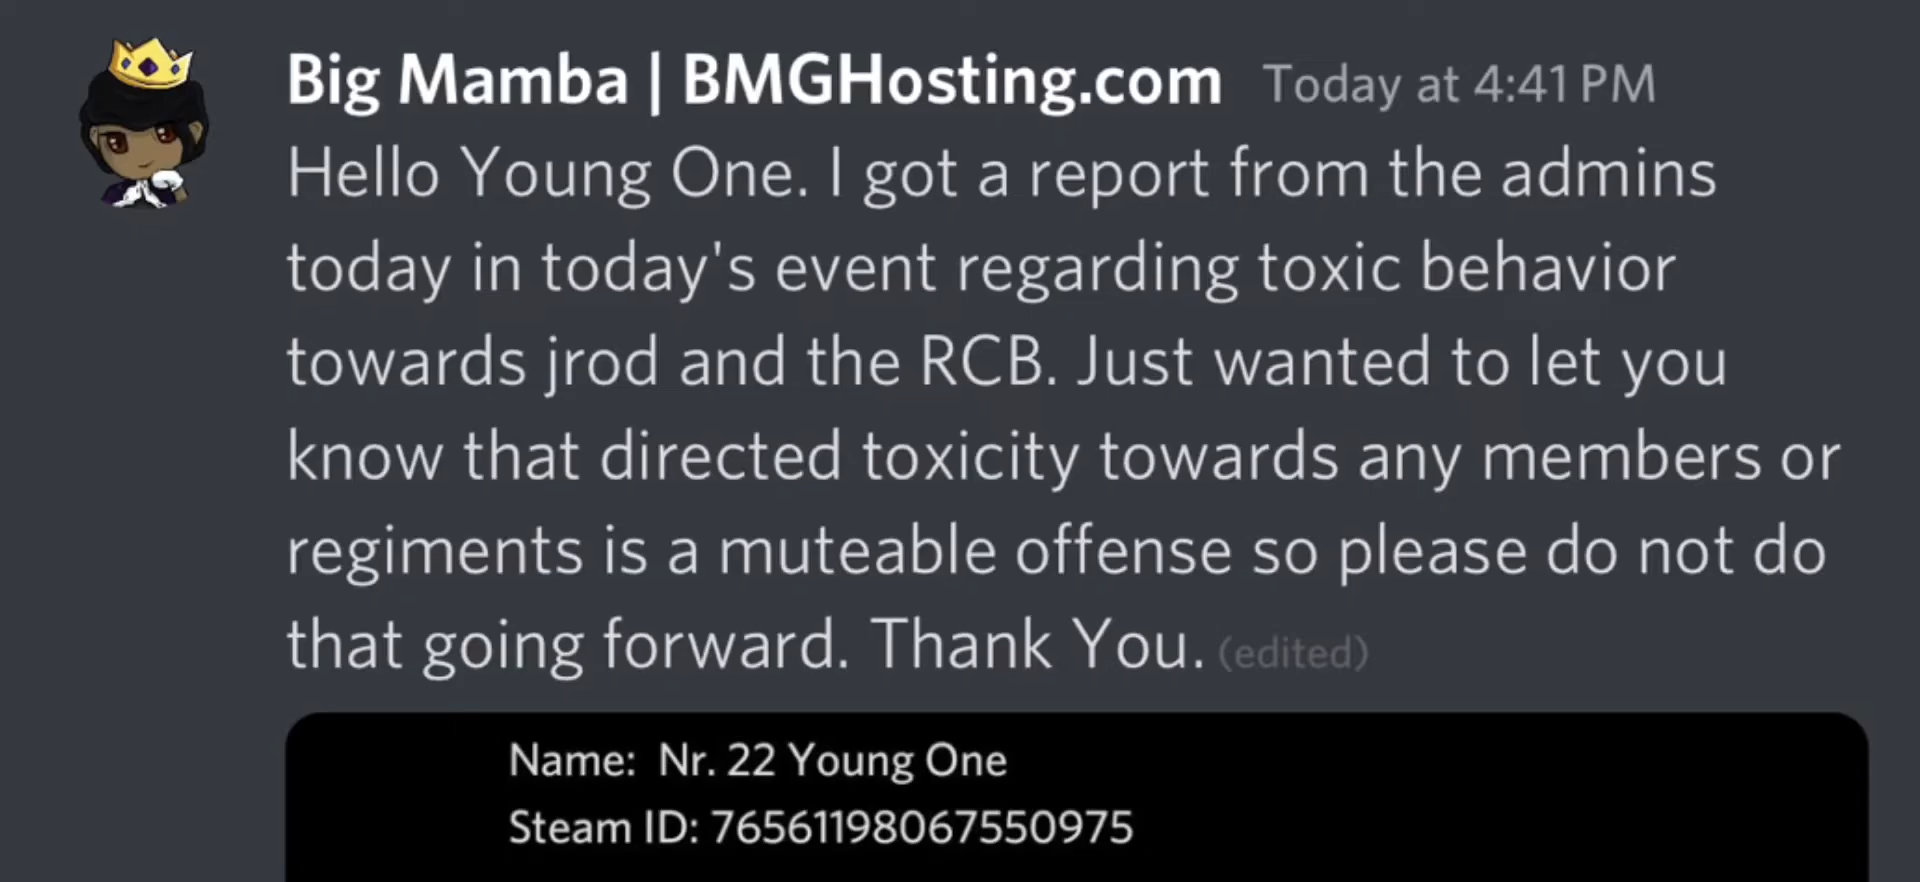 Big Mamba | BMGHosting.com Today at 4:41 PM
Hello Young One. I got a report from the admins
today in today's event regarding toxic behavior
towards jrod and the RCB. Just wanted to let you
know that directed toxicity towards any members or
regiments is a muteable offense so please do not do
that going forward. Thank You. (edited)
Name: Nr. 22 Young One
Steam ID: 76561198067550975